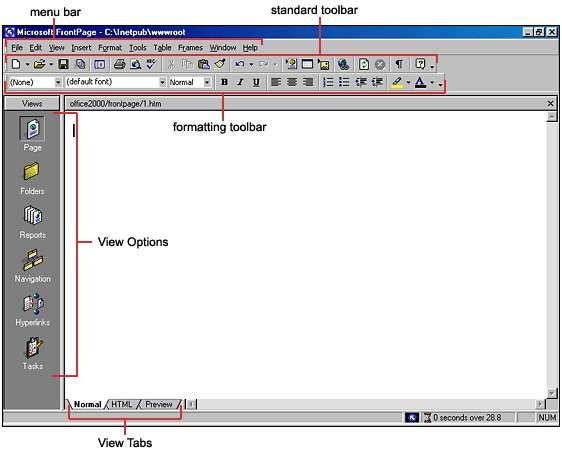 menu bar
standard toolbar
Microsoft FrontPage - C:\Inetpub\wwwroot
File Edit View Insert Format Tools Table Frames Window Help
(None) (default font) Normal B I U A
Views
office2000/frontpage/1.htm
formatting toolbar
Page
Folders
Reports
View Options
Navigation
Hyperlinks
Tasks
Normal HTML Preview
0 seconds over 28.8 NUM
View Tabs